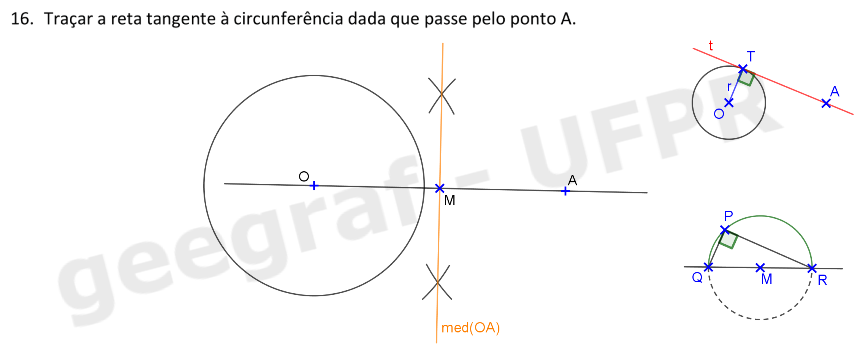 16. Traçar a reta tangente à circunferência dada que passe pelo ponto A.
t
T
r
A
O
O
A
M
geegraf - UFPR
P
Q
M
R
med(OA)